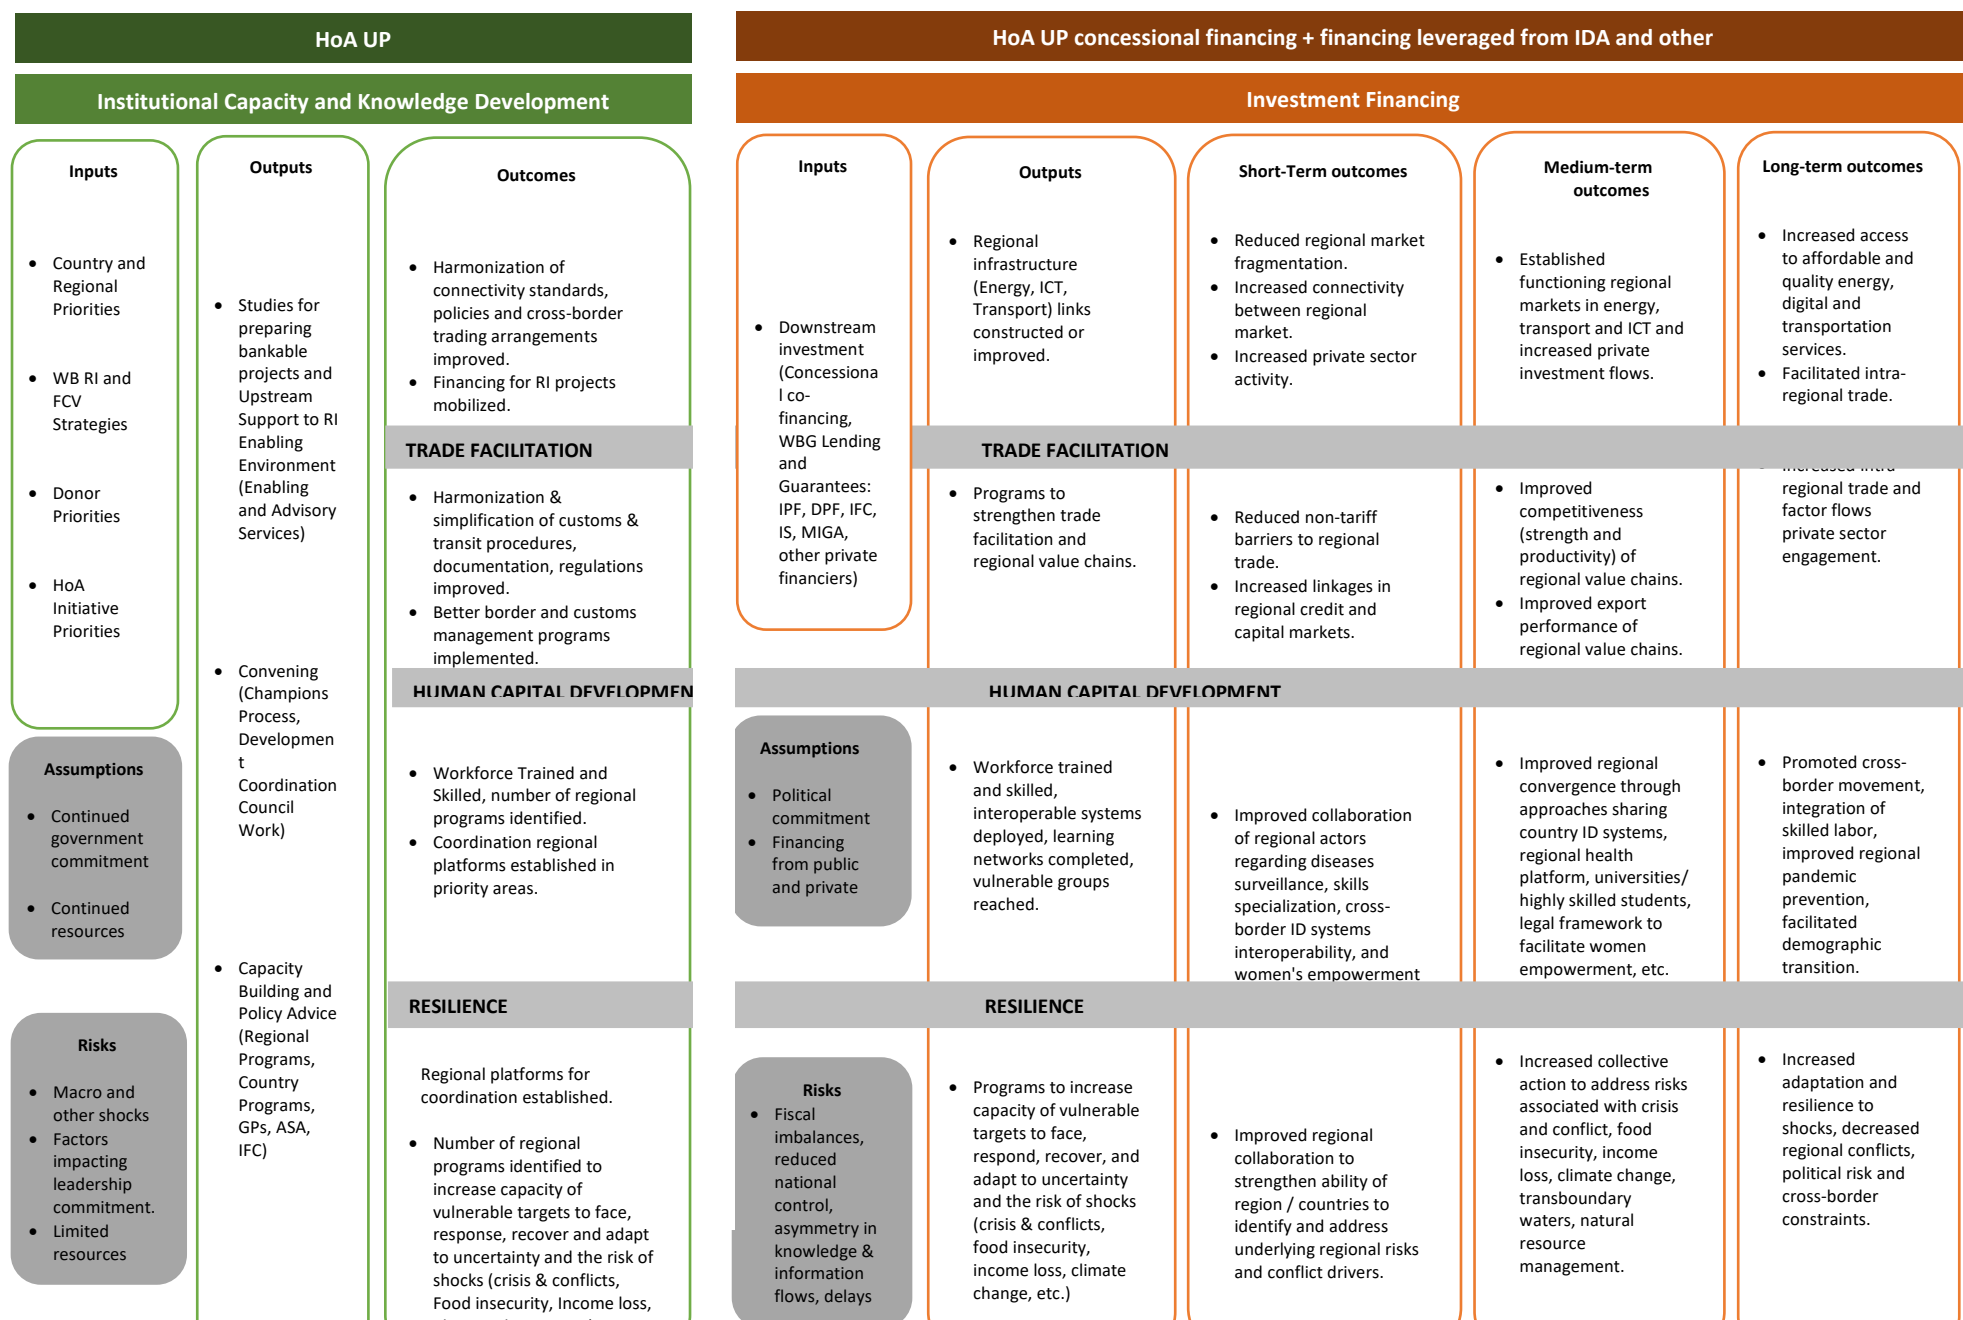 HoA UP
Institutional Capacity and Knowledge Development
Inputs
• Country and
Regional
Priorities
• WB RI and
FCV
Strategies
• Donor
Priorities
• HoA
Initiative
Priorities
Assumptions
• Continued
government
commitment
• Continued
resources
Risks
• Macro and
other shocks
• Factors
impacting
leadership
commitment.
• Limited
resources
Outputs
• Studies for
preparing
bankable
projects and
Upstream
Support to RI
Enabling
Environment
(Enabling
and Advisory
Services)
• Convening
(Champions
Process,
Developmen
t
Coordination
Council
Work)
• Capacity
Building and
Policy Advice
(Regional
Programs,
Country
Programs,
GPs, ASA,
IFC)
Outcomes
• Harmonization of
connectivity standards,
policies and cross-border
trading arrangements
improved.
• Financing for RI projects
mobilized.
TRADE FACILITATION
• Harmonization &
simplification of customs &
transit procedures,
documentation, regulations
improved.
• Better border and customs
management programs
implemented.
HUMAN CAPITAL DEVELOPMEN
• Workforce Trained and
Skilled, number of regional
programs identified.
• Coordination regional
platforms established in
priority areas.
RESILIENCE
Regional platforms for
coordination established.
• Number of regional
programs identified to
increase capacity of
vulnerable targets to face,
response, recover and adapt
to uncertainty and the risk of
shocks (crisis & conflicts,
Food insecurity, Income loss,
HoA UP concessional financing + financing leveraged from IDA and other
Investment Financing
Inputs
• Downstream
investment
(Concessiona
l co-
financing,
WBG Lending
and
Guarantees:
IPF, DPF, IFC,
IS, MIGA,
other private
financiers)
Assumptions
• Political
commitment
• Financing
from public
and private
Risks
• Fiscal
imbalances,
reduced
national
control,
asymmetry in
knowledge &
information
flows, delays
Outputs
• Regional
infrastructure
(Energy, ICT,
Transport) links
constructed or
improved.
TRADE FACILITATION
• Programs to
strengthen trade
facilitation and
regional value chains.
HUMAN CAPITAL DEVELOPMENT
• Workforce trained
and skilled,
interoperable systems
deployed, learning
networks completed,
vulnerable groups
reached.
RESILIENCE
• Programs to increase
capacity of vulnerable
targets to face,
respond, recover, and
adapt to uncertainty
and the risk of shocks
(crisis & conflicts,
food insecurity,
income loss, climate
change, etc.)
Short-Term outcomes
• Reduced regional market
fragmentation.
• Increased connectivity
between regional
market.
• Increased private sector
activity.
• Reduced non-tariff
barriers to regional
trade.
• Increased linkages in
regional credit and
capital markets.
• Improved collaboration
of regional actors
regarding diseases
surveillance, skills
specialization, cross-
border ID systems
interoperability, and
women's empowerment
• Improved regional
collaboration to
strengthen ability of
region / countries to
identify and address
underlying regional risks
and conflict drivers.
Medium-term
outcomes
• Established
functioning regional
markets in energy,
transport and ICT and
increased private
investment flows.
• Improved
competitiveness
(strength and
productivity) of
regional value chains.
• Improved export
performance of
regional value chains.
• Improved regional
convergence through
approaches sharing
country ID systems,
regional health
platform, universities/
highly skilled students,
legal framework to
facilitate women
empowerment, etc.
• Increased collective
action to address risks
associated with crisis
and conflict, food
insecurity, income
loss, climate change,
transboundary
waters, natural
resource
management.
Long-term outcomes
• Increased access
to affordable and
quality energy,
digital and
transportation
services.
• Facilitated intra-
regional trade.
regional trade and
factor flows
private sector
engagement.
• Promoted cross-
border movement,
integration of
skilled labor,
improved regional
pandemic
prevention,
facilitated
demographic
transition.
• Increased
adaptation and
resilience to
shocks, decreased
regional conflicts,
political risk and
cross-border
constraints.